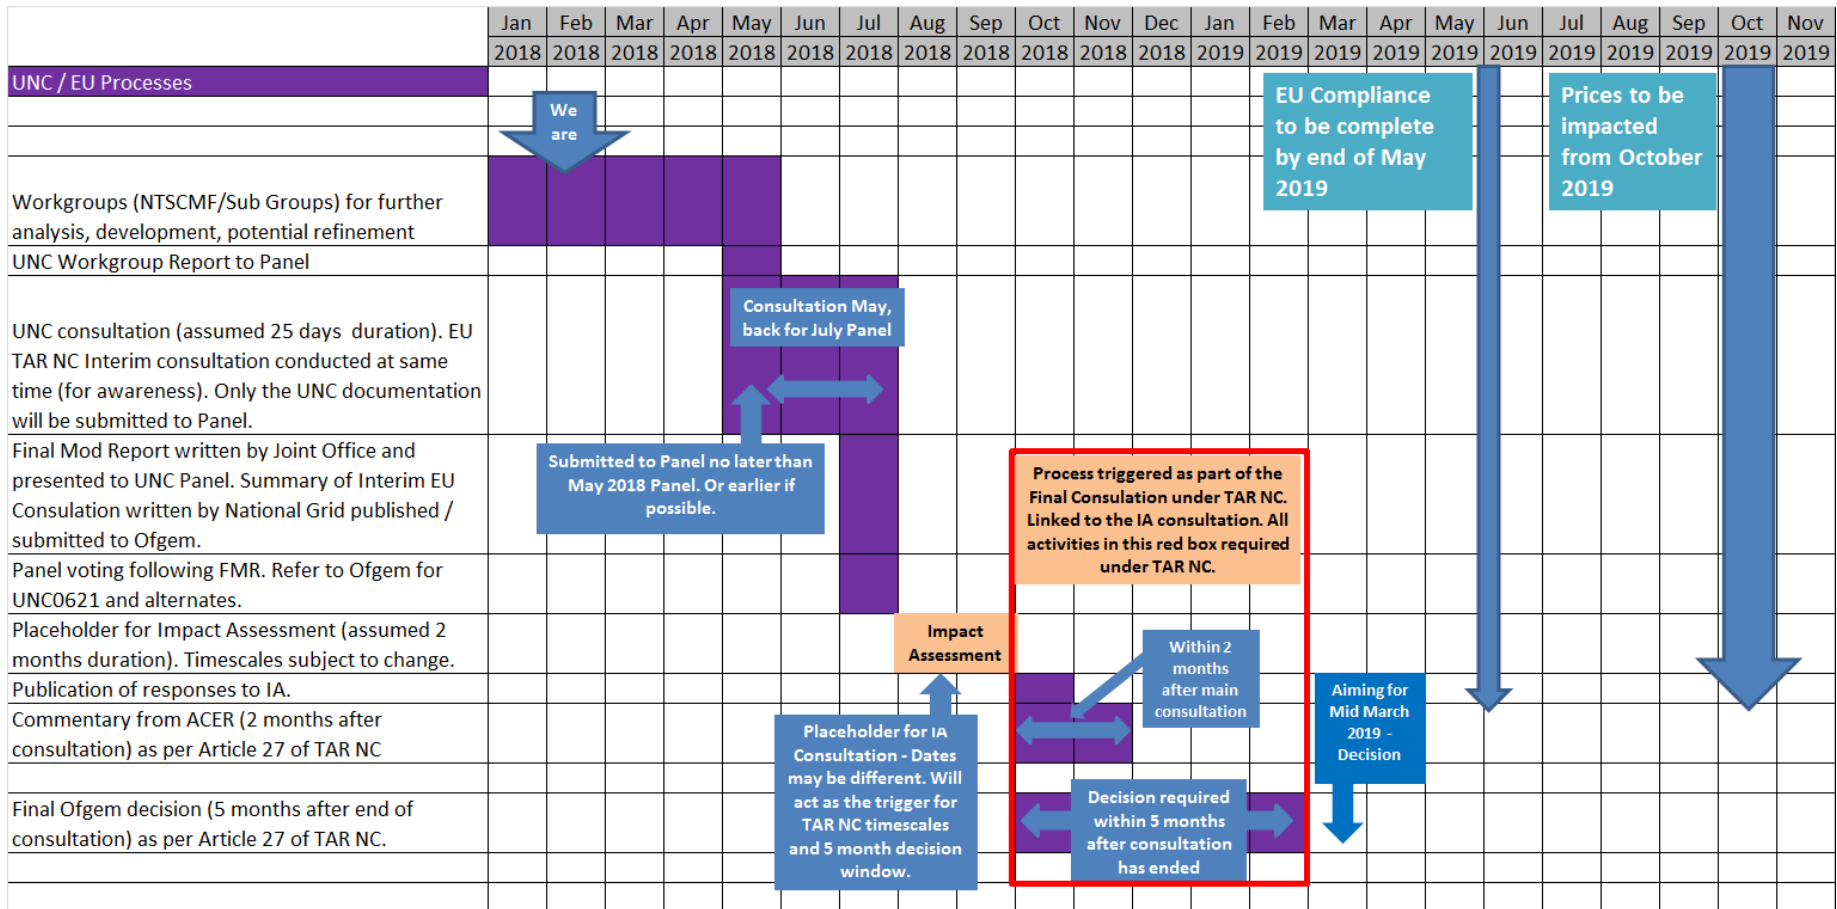 Jan Feb Mar Apr May Jun Jul Aug Sep Oct Nov Dec Jan Feb Mar Apr May Jun Jul Aug Sep Oct Nov
2018 2018 2018 2018 2018 2018 2018 2018 2018 2018 2018 2018 2019 2019 2019 2019 2019 2019 2019 2019 2019 2019 2019
UNC / EU Processes
We
are
EU Compliance
to be complete
by end of May
2019
Prices to be
impacted
from October
2019
Workgroups (NTSCMF/Sub Groups) for further
analysis, development, potential refinement
UNC Workgroup Report to Panel
Consultation May,
back for July Panel
UNC consultation (assumed 25 days duration). EU
TAR NC Interim consultation conducted at same
time (for awareness). Only the UNC documentation
will be submitted to Panel.
Final Mod Report written by Joint Office and
presented to UNC Panel. Summary of Interim EU
Consulation written by National Grid published /
submitted to Ofgem.
Submitted to Panel no later than
May 2018 Panel. Or earlier if
possible.
Process triggered as part of the
Final Consulation under TAR NC.
Linked to the IA consultation. All
activities in this red box required
under TAR NC.
Panel voting following FMR. Refer to Ofgem for
UNC0621 and alternates.
Placeholder for Impact Assessment (assumed 2
months duration). Timescales subject to change.
Impact
Assessment
Within 2
months
after main
consultation
Publication of responses to IA.
Commentary from ACER (2 months after
consultation) as per Article 27 of TAR NC
Aiming for
Mid March
2019 -
Decision
Placeholder for IA
Consultation - Dates
may be different. Will
act as the trigger for
TAR NC timescales
and 5 month decision
window.
Final Ofgem decision (5 months after end of
consultation) as per Article 27 of TAR NC.
Decision required
within 5 months
after consultation
has ended